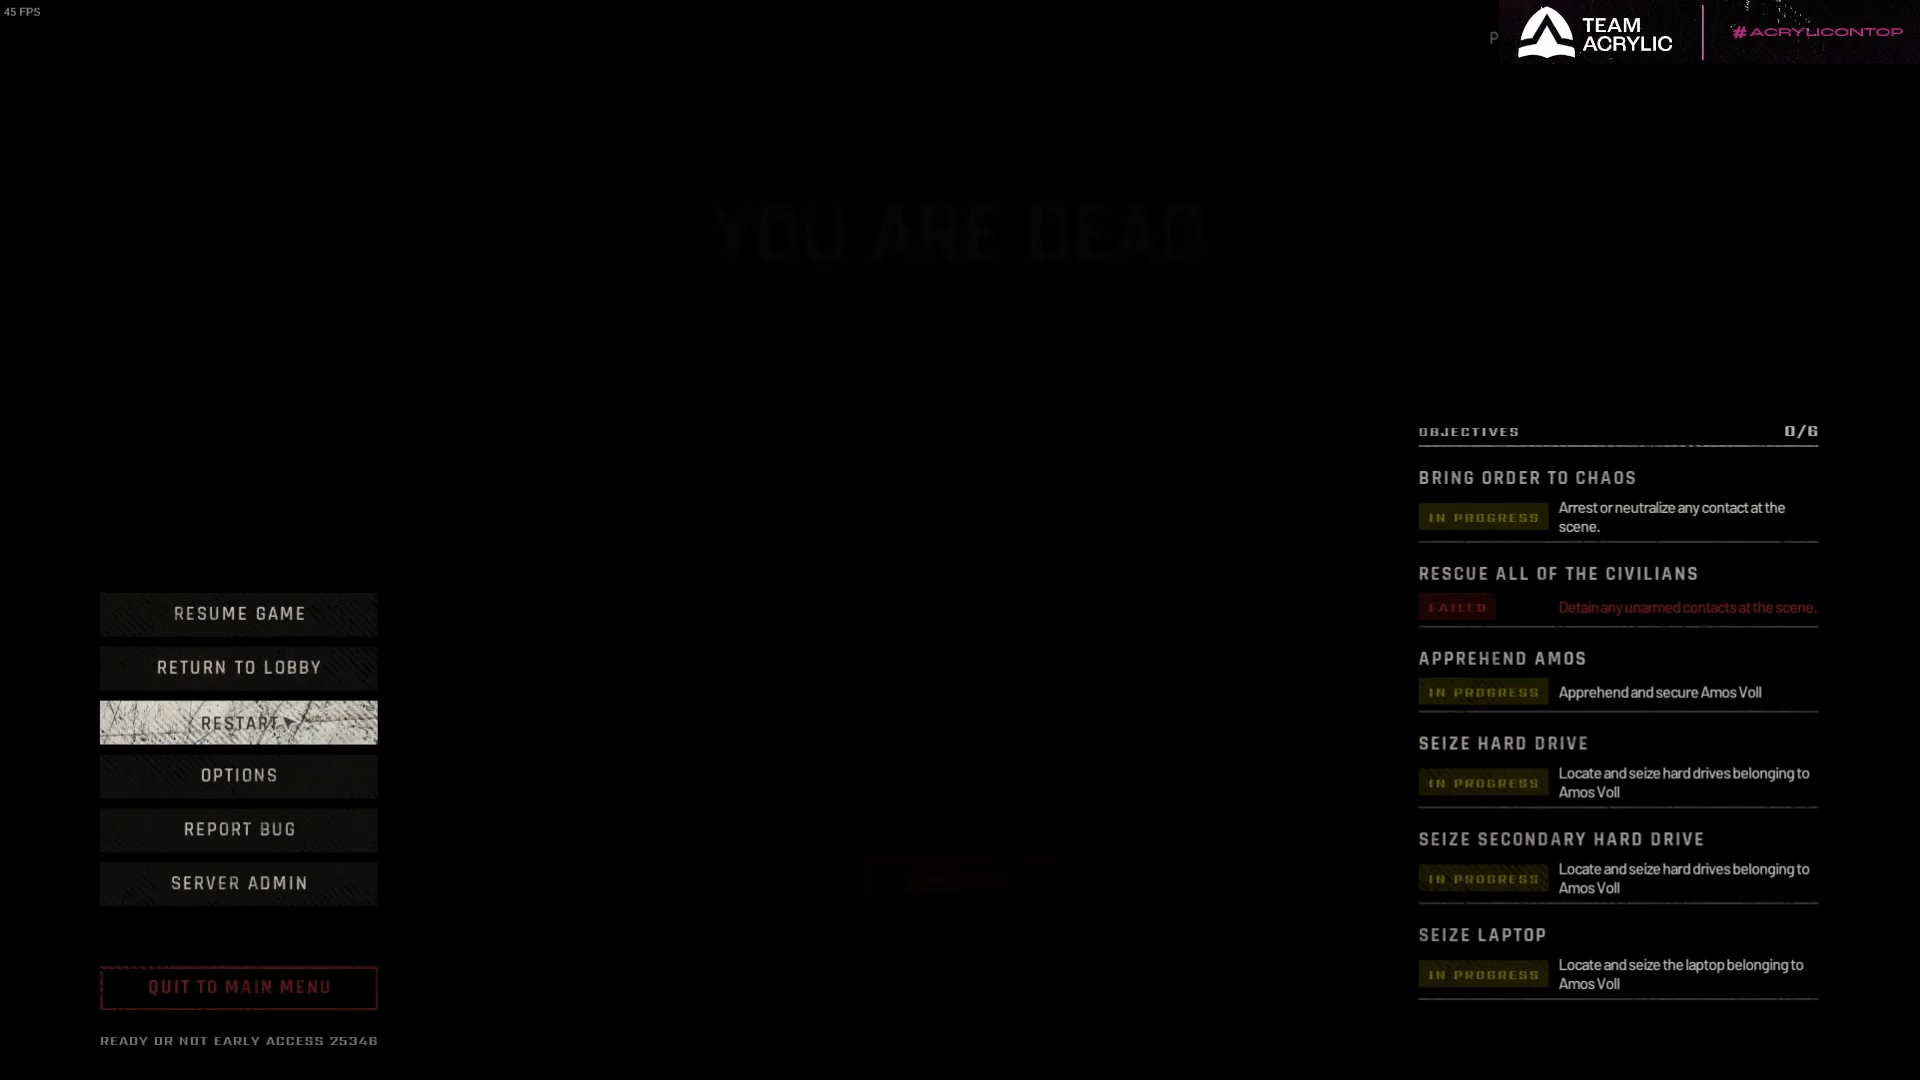 45 FPS
P
TEAM
ACRYLIC
#ACRYLICONTOP
YOU ARE DEAD
OBJECTIVES 0/6
BRING ORDER TO CHAOS
IN PROGRESS Arrest or neutralize any contact at the
scene.
RESCUE ALL OF THE CIVILIANS
FAILED Detain any unarmed contacts at the scene.
APPREHEND AMOS
IN PROGRESS Apprehend and secure Amos Voll
SEIZE HARD DRIVE
IN PROGRESS Locate and seize hard drives belonging to
Amos Voll
SEIZE SECONDARY HARD DRIVE
IN PROGRESS Locate and seize hard drives belonging to
Amos Voll
SEIZE LAPTOP
IN PROGRESS Locate and seize the laptop belonging to
Amos Voll
RESUME GAME
RETURN TO LOBBY
RESTART
OPTIONS
REPORT BUG
SERVER ADMIN
QUIT TO MAIN MENU
READY OR NOT EARLY ACCESS 25346